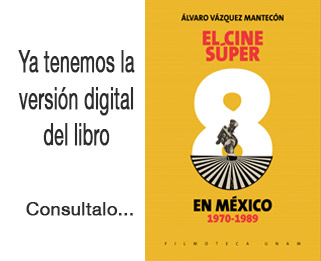 Ya tenemos la
versión digital
del libro
Consultalo...
ÁLVARO VÁZQUEZ MANTECÓN
EL CINE
SÚPER
8
EN MÉXICO
1970-1989
FILMOTECA UNAM